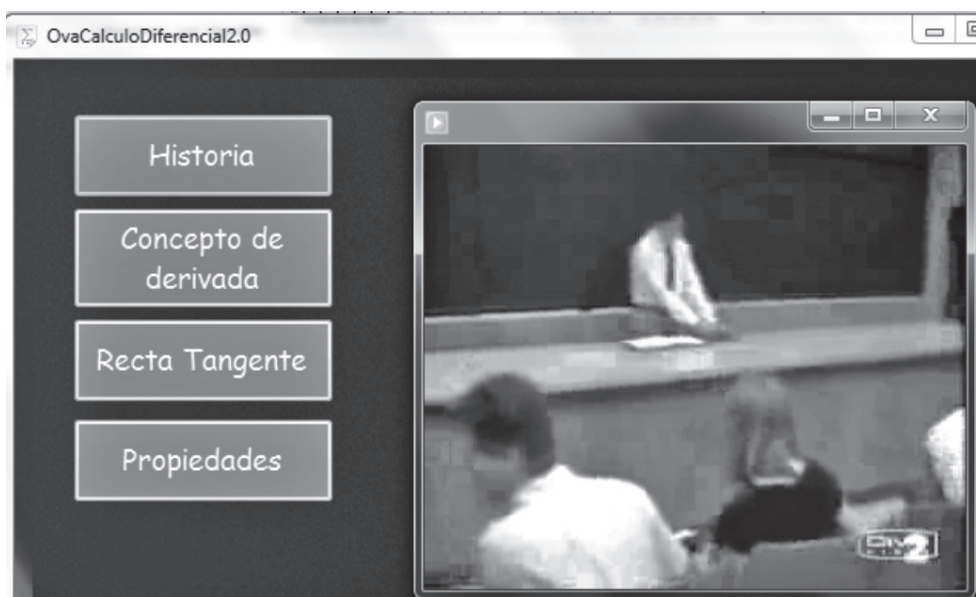 OvaCalculoDiferencial2.0
Historia
Concepto de
derivada
Recta Tangente
Propiedades